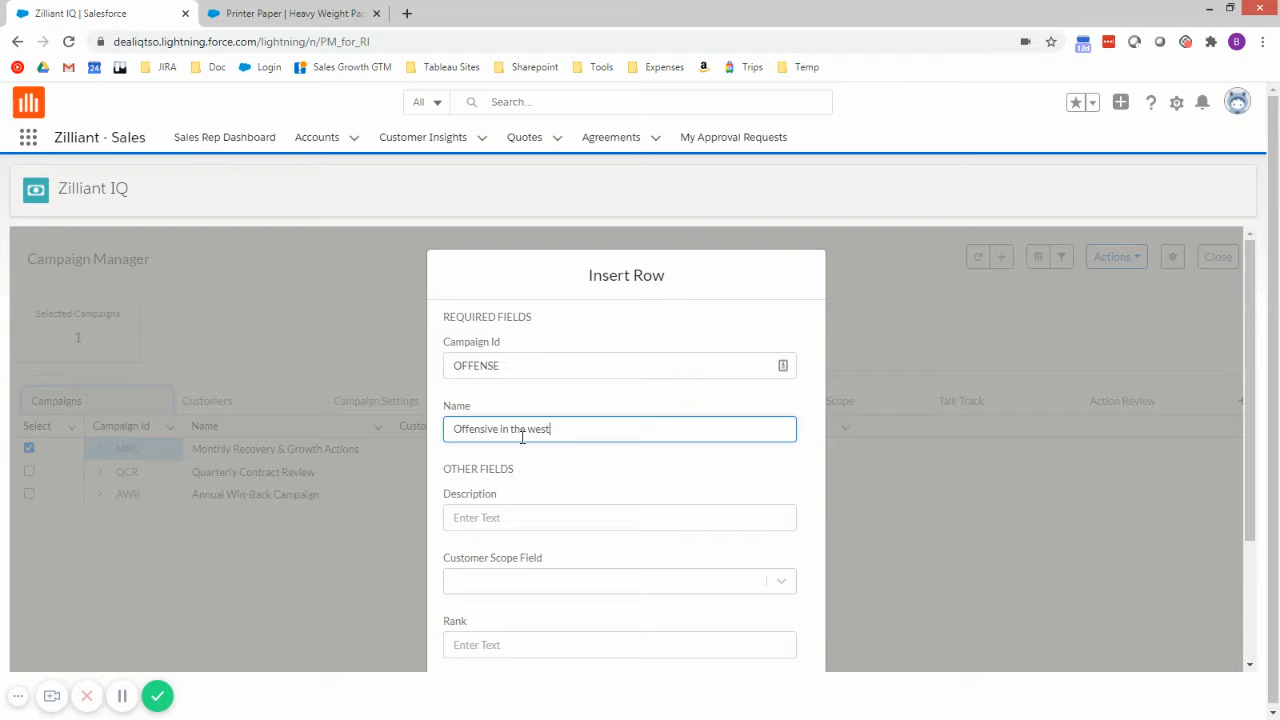 Zilliant IQ | Salesforce
Printer Paper | Heavy Weight Pa
dealiqtso.lightning.force.com/lightning/n/PM_for_RI
12d
B
24
JIRA
Doc
Login
Sales Growth GTM
Tableau Sites
Sharepoint
Tools
Expenses
Trips
Temp
All
Search...
Zilliant - Sales
Sales Rep Dashboard
Accounts
Customer Insights
Quotes
Agreements
My Approval Requests
Zilliant IQ
Campaign Manager
Actions
Close
Selected Campaigns
1
Campaigns
Customers
Campaign Settings
Scope
Talk Track
Action Review
Select
Campaign Id
Name
Custo
MRG
Monthly Recovery & Growth Actions
QCR
Quarterly Contract Review
AWB
Annual Win-Back Campaign
Insert Row
REQUIRED FIELDS
Campaign Id
OFFENSE
Name
Offensive in the west
OTHER FIELDS
Description
Enter Text
Customer Scope Field
Rank
Enter Text